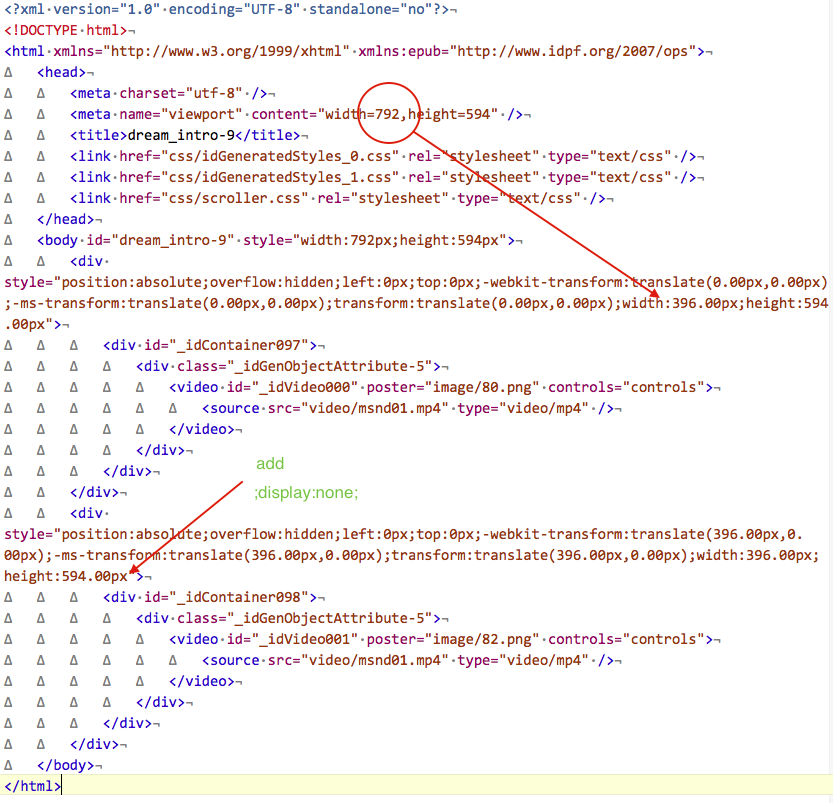 <?xml version="1.0" encoding="UTF-8" standalone="no"?>¬
<!DOCTYPE html>¬
<html xmlns="http://www.w3.org/1999/xhtml" xmlns:epub="http://www.idpf.org/2007/ops">¬
∆ <head>¬
∆ ∆ <meta charset="utf-8" />¬
∆ ∆ <meta name="viewport" content="width=792,height=594" />¬
∆ ∆ <title>dream_intro-9</title>¬
∆ ∆ <link href="css/idGeneratedStyles_0.css" rel="stylesheet" type="text/css" />¬
∆ ∆ <link href="css/idGeneratedStyles_1.css" rel="stylesheet" type="text/css" />¬
∆ ∆ <link href="css/scroller.css" rel="stylesheet" type="text/css" />¬
∆ </head>¬
∆ <body id="dream_intro-9" style="width:792px;height:594px">¬
∆ ∆ <div
style="position:absolute;overflow:hidden;left:0px;top:0px;-webkit-transform:translate(0.00px,0.00px)
;-ms-transform:translate(0.00px,0.00px);transform:translate(0.00px,0.00px);width:396.00px;height:594
.00px">¬
∆ ∆ ∆ <div id="_idContainer097">¬
∆ ∆ ∆ ∆ <div class="_idGenObjectAttribute-5">¬
∆ ∆ ∆ ∆ ∆ <video id="_idVideo000" poster="image/80.png" controls="controls">¬
∆ ∆ ∆ ∆ ∆ ∆ <source src="video/msnd01.mp4" type="video/mp4" />¬
∆ ∆ ∆ ∆ ∆ </video>¬
∆ ∆ ∆ ∆ </div>¬
∆ ∆ ∆ </div>¬
∆ ∆ </div>¬
∆ ∆ <div
add
;display:none;
style="position:absolute;overflow:hidden;left:0px;top:0px;-webkit-transform:translate(396.00px,0.
00px);-ms-transform:translate(396.00px,0.00px);transform:translate(396.00px,0.00px);width:396.00px;
height:594.00px">¬
∆ ∆ ∆ <div id="_idContainer098">¬
∆ ∆ ∆ ∆ <div class="_idGenObjectAttribute-5">¬
∆ ∆ ∆ ∆ ∆ <video id="_idVideo001" poster="image/82.png" controls="controls">¬
∆ ∆ ∆ ∆ ∆ ∆ <source src="video/msnd01.mp4" type="video/mp4" />¬
∆ ∆ ∆ ∆ ∆ </video>¬
∆ ∆ ∆ ∆ </div>¬
∆ ∆ ∆ </div>¬
∆ ∆ </div>¬
∆ </body>¬
</html>